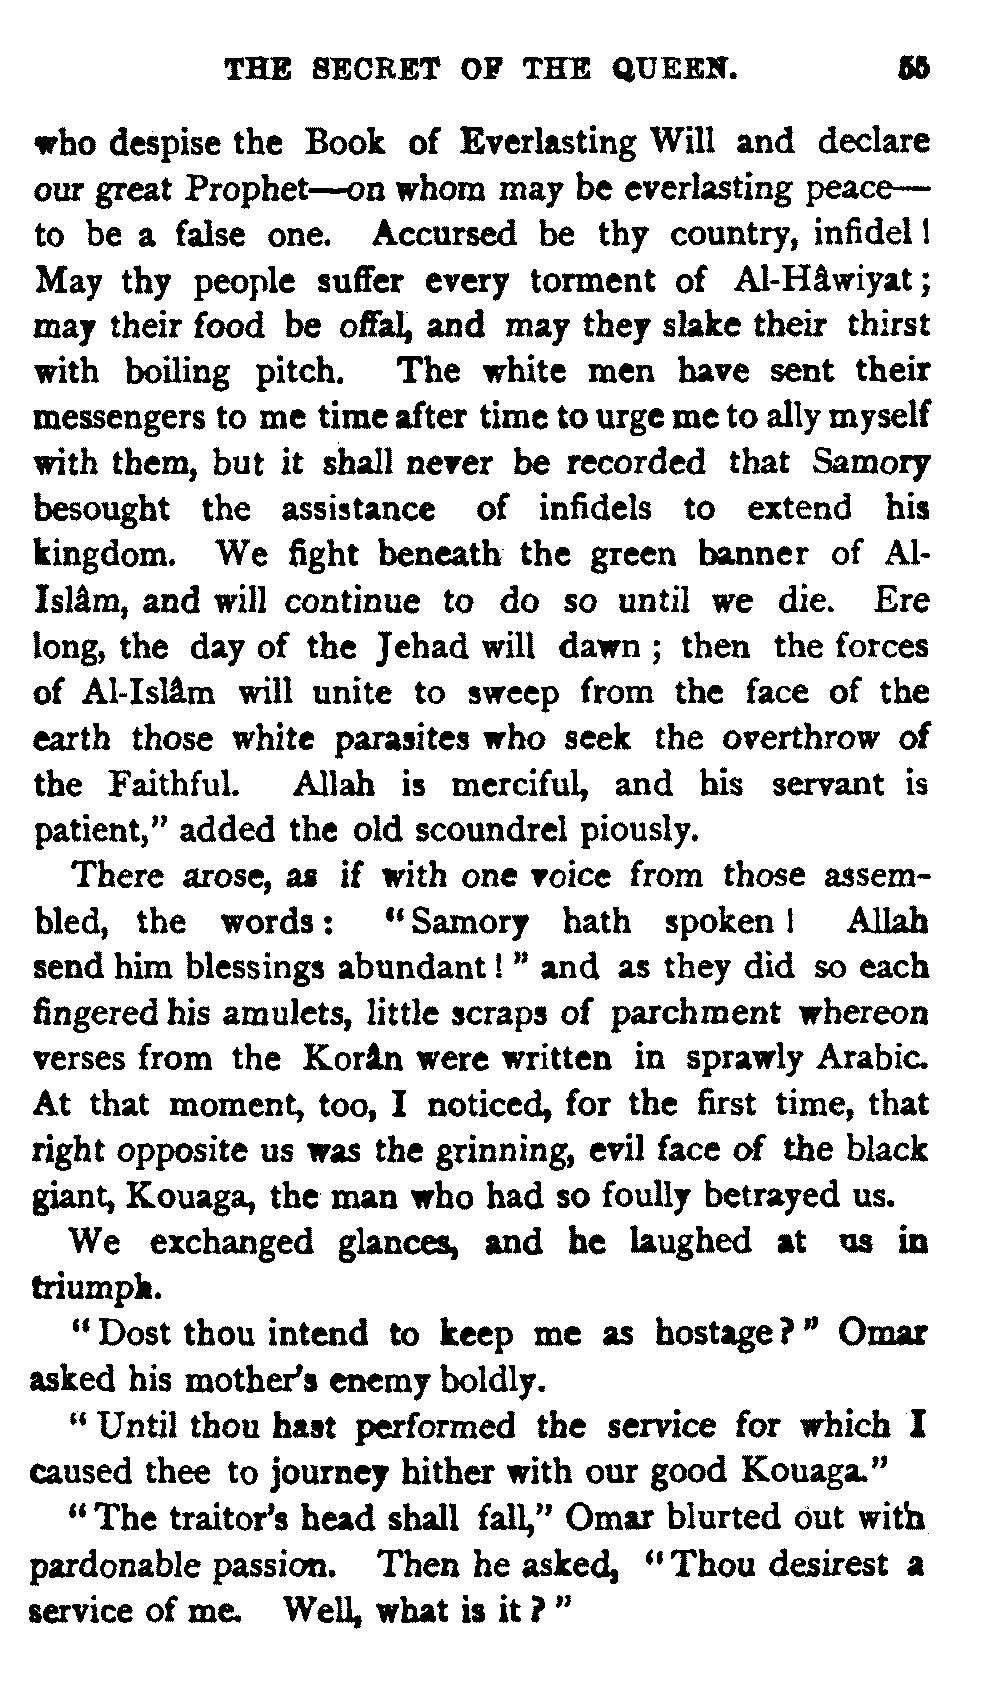 THE SECRET OF THE QUEEN. 55
who despise the Book of Everlasting Will and declare
our great Prophet—on whom may be everlasting peace—
to be a false one. Accursed be thy country, infidel!
May thy people suffer every torment of Al-Hâwiyat;
may their food be offal, and may they slake their thirst
with boiling pitch. The white men have sent their
messengers to me time after time to urge me to ally myself
with them, but it shall never be recorded that Samory
besought the assistance of infidels to extend his
kingdom. We fight beneath the green banner of Al-
Islâm, and will continue to do so until we die. Ere
long, the day of the Jehad will dawn; then the forces
of Al-Islâm will unite to sweep from the face of the
earth those white parasites who seek the overthrow of
the Faithful. Allah is merciful, and his servant is
patient," added the old scoundrel piously.
There arose, as if with one voice from those assem-
bled, the words: "Samory hath spoken! Allah
send him blessings abundant!" and as they did so each
fingered his amulets, little scraps of parchment whereon
verses from the Korân were written in sprawly Arabic.
At that moment, too, I noticed, for the first time, that
right opposite us was the grinning, evil face of the black
giant, Kouaga, the man who had so foully betrayed us.
We exchanged glances, and he laughed at us in
triumph.
"Dost thou intend to keep me as hostage?" Omar
asked his mother's enemy boldly.
"Until thou hast performed the service for which I
caused thee to journey hither with our good Kouaga."
"The traitor's head shall fall," Omar blurted out with
pardonable passion. Then he asked, "Thou desirest a
service of me. Well, what is it?"